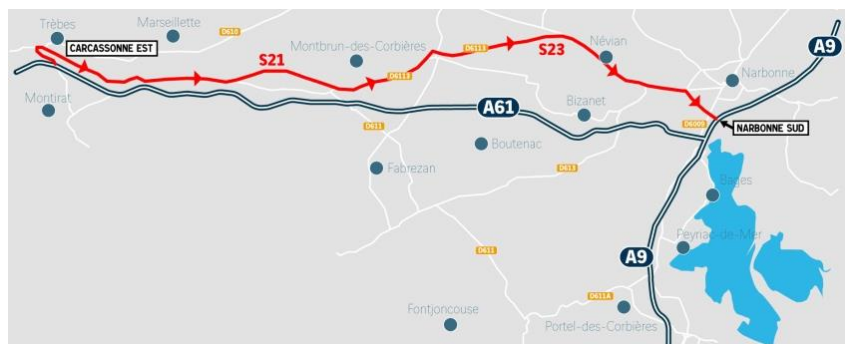 Trèbes
Marseillette
D610
CARCASSONNE EST
Montbrun-des-Corbières
D6113
S23
Névian
A9
S21
D6113
Narbonne
Montirat
A61
Bizanet
D6009
D611
NARBONNE SUD
Boutenac
Fabrezan
D613
Bages
Peyriac-de-Mer
D611
A9
D611A
Fontjoncouse
Portel-des-Corbières